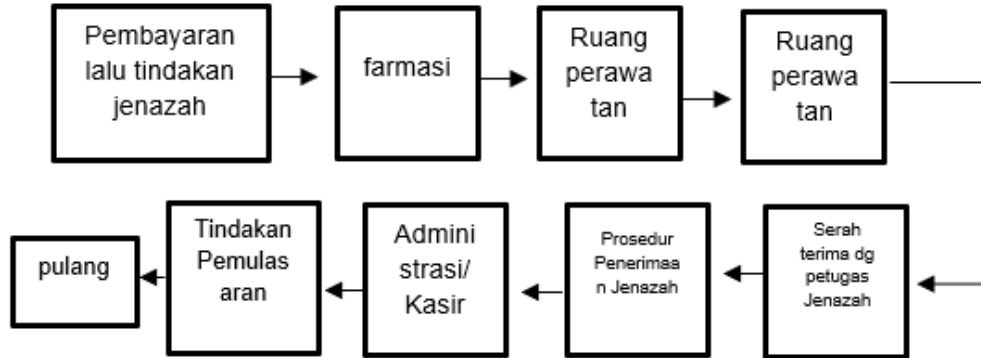 Pembayaran
lalu tindakan
jenazah
farmasi
Ruang
perawa
tan
Ruang
perawa
tan
Serah
terima dg
petugas
Jenazah
Prosedur
Penerimaa
n Jenazah
Admini
strasi/
Kasir
Tindakan
Pemulas
aran
pulang